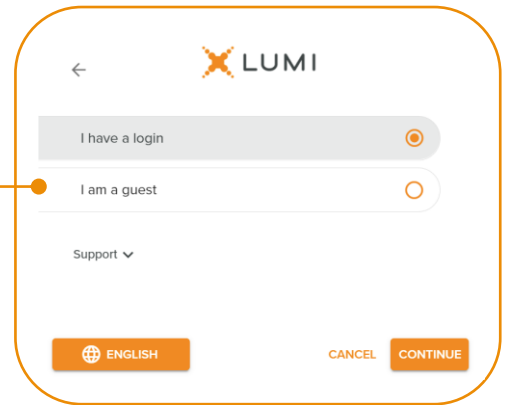 LUMI
I have a login
I am a guest
Support
ENGLISH
CANCEL
CONTINUE